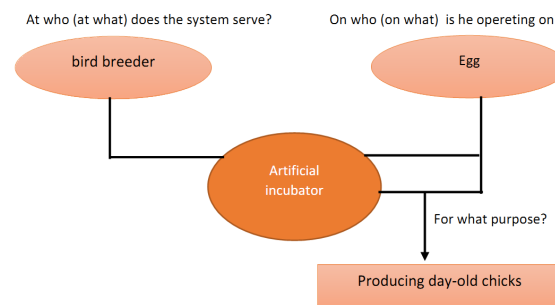 At who (at what) does the system serve?
On who (on what) is he opereting on
bird breeder
Egg
Artificial
incubator
For what purpose?
Producing day-old chicks